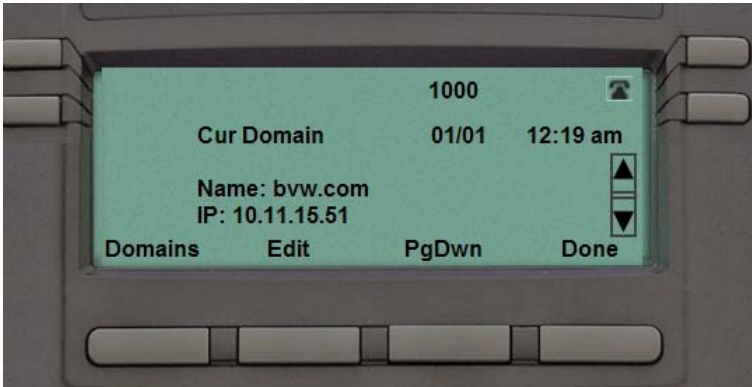 1000
Cur Domain 01/01 12:19 am
Name: bvw.com
IP: 10.11.15.51
Domains Edit PgDwn Done